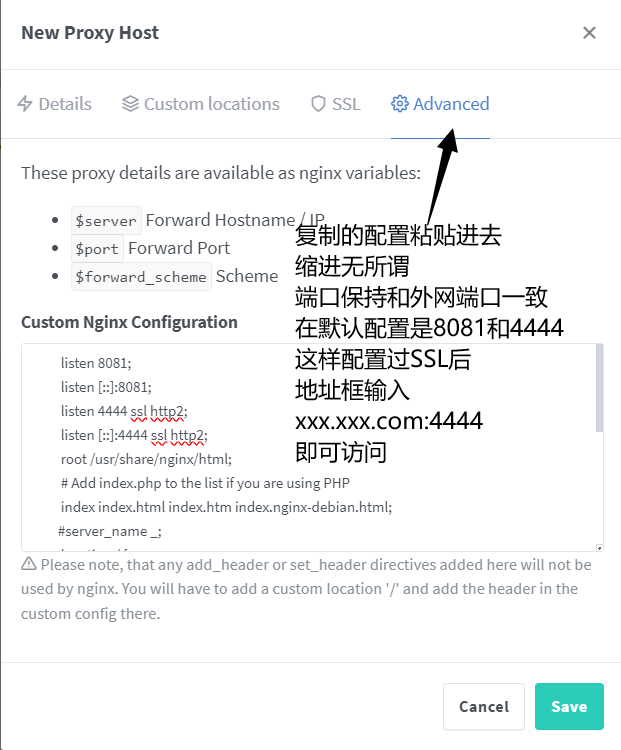 New Proxy Host
Details
Custom locations
SSL
Advanced
These proxy details are available as nginx variables:
$server Forward Hostname / IP
$port Forward Port
$forward_scheme Scheme
复制的配置粘贴进去
缩进无所谓
端口保持和外网端口一致
在默认配置是8081和4444
这样配置过SSL后
地址框输入
xxx.xxx.com:4444
即可访问
Custom Nginx Configuration
listen 8081;
listen [::]:8081;
listen 4444 ssl http2;
listen [::]:4444 ssl http2;
root /usr/share/nginx/html;
# Add index.php to the list if you are using PHP
index index.html index.htm index.nginx-debian.html;
#server_name _;
Please note, that any add_header or set_header directives added here will not be
used by nginx. You will have to add a custom location '/' and add the header in the
custom config there.
Cancel
Save